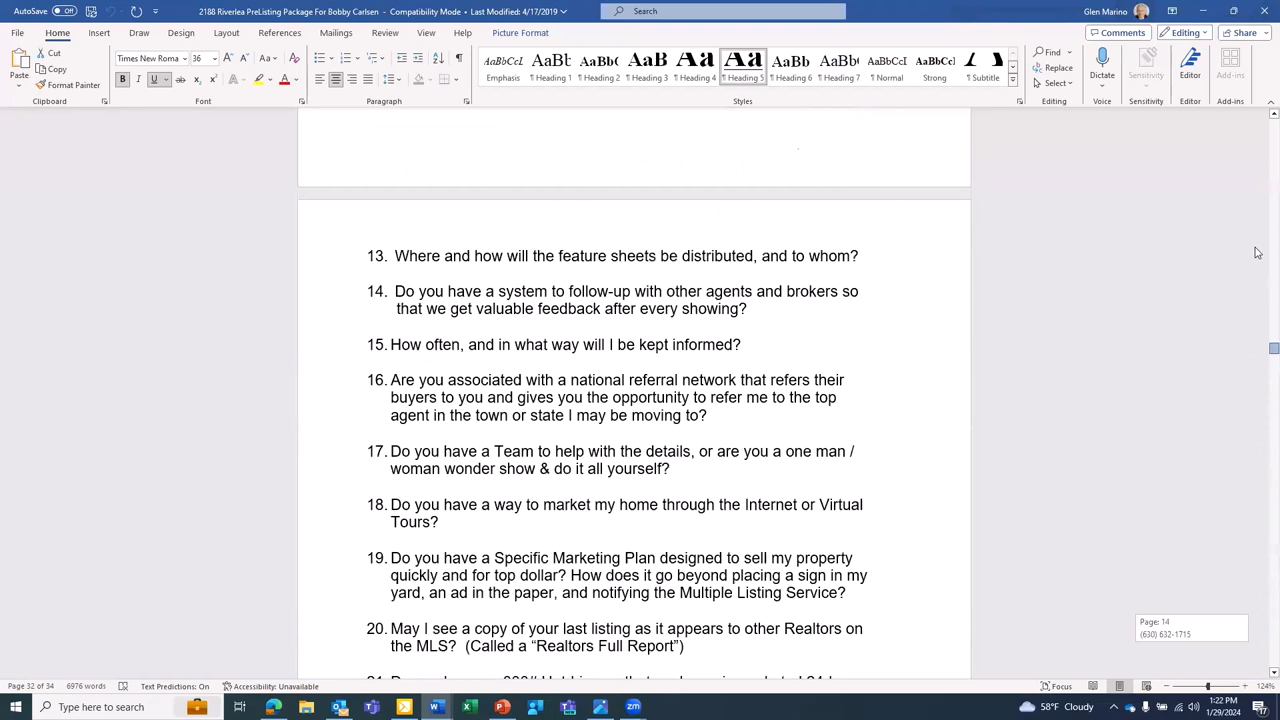 AutoSave Off
2188 Riverlea PreListing Package For Bobby Carlsen - Compatibility Mode • Last Modified: 4/17/2019
Search
Glen Marino
File Home Insert Draw Design Layout References Mailings Review View Help Picture Format
Comments Editing Share
Paste
Cut
Copy
Format Painter
Times New Roma 36
AaBbCcI AaBb( AaBbCc AaB Aa Aa AaBb AaBb( AaBbCcI AaBbCc
Emphasis ¶ Heading 1 ¶ Heading 2 ¶ Heading 3 ¶ Heading 4 ¶ Heading 5 ¶ Heading 6 ¶ Heading 7 ¶ Normal Strong ¶ Subtitle
Find
Replace
Select
Dictate Sensitivity Editor Add-ins
Clipboard Font Paragraph Styles Editing Voice Sensitivity Editor Add-ins
13. Where and how will the feature sheets be distributed, and to whom?
14. Do you have a system to follow-up with other agents and brokers so
that we get valuable feedback after every showing?
15. How often, and in what way will I be kept informed?
16. Are you associated with a national referral network that refers their
buyers to you and gives you the opportunity to refer me to the top
agent in the town or state I may be moving to?
17. Do you have a Team to help with the details, or are you a one man /
woman wonder show & do it all yourself?
18. Do you have a way to market my home through the Internet or Virtual
Tours?
19. Do you have a Specific Marketing Plan designed to sell my property
quickly and for top dollar? How does it go beyond placing a sign in my
yard, an ad in the paper, and notifying the Multiple Listing Service?
20. May I see a copy of your last listing as it appears to other Realtors on
the MLS? (Called a “Realtors Full Report”)
Page: 14
(630) 632-1715
Page 32 of 34 6976 words Text Predictions: On Accessibility: Unavailable
Focus 124%
Type here to search
58°F Cloudy
1:22 PM
1/29/2024